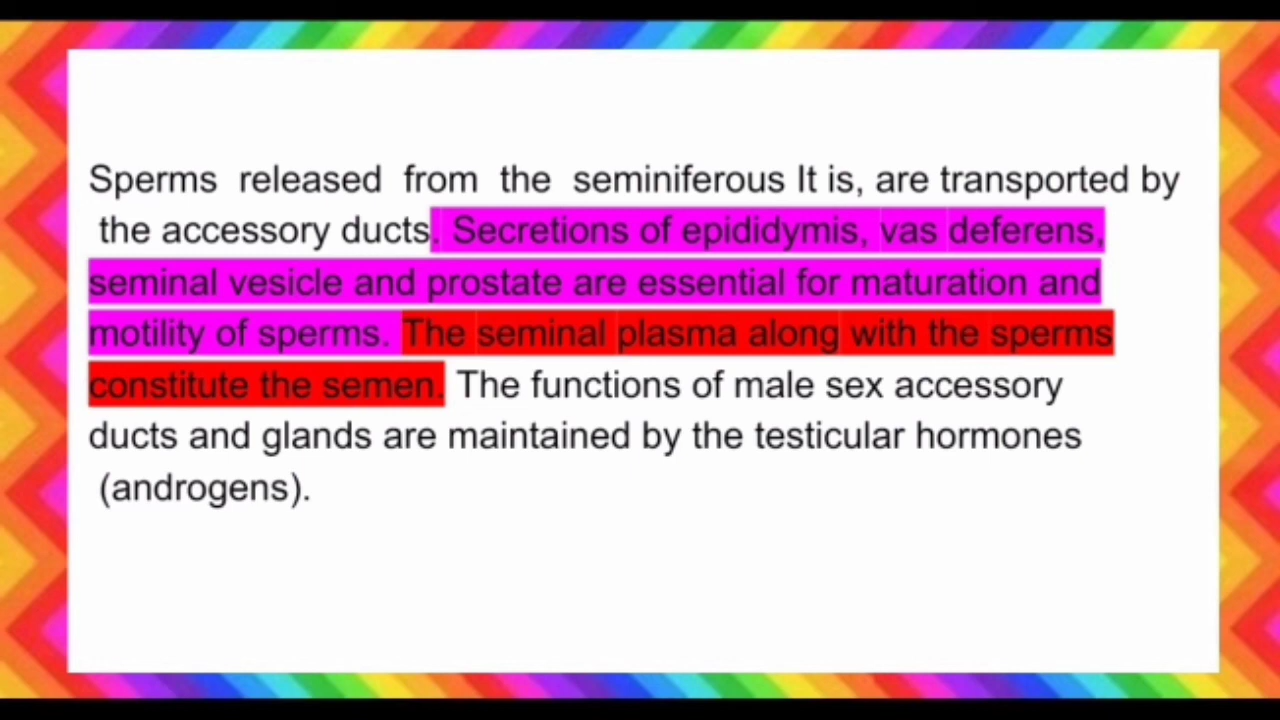 Sperms released from the seminiferous It is, are transported by
the accessory ducts. Secretions of epididymis, vas deferens,
seminal vesicle and prostate are essential for maturation and
motility of sperms. The seminal plasma along with the sperms
constitute the semen. The functions of male sex accessory
ducts and glands are maintained by the testicular hormones
(androgens).